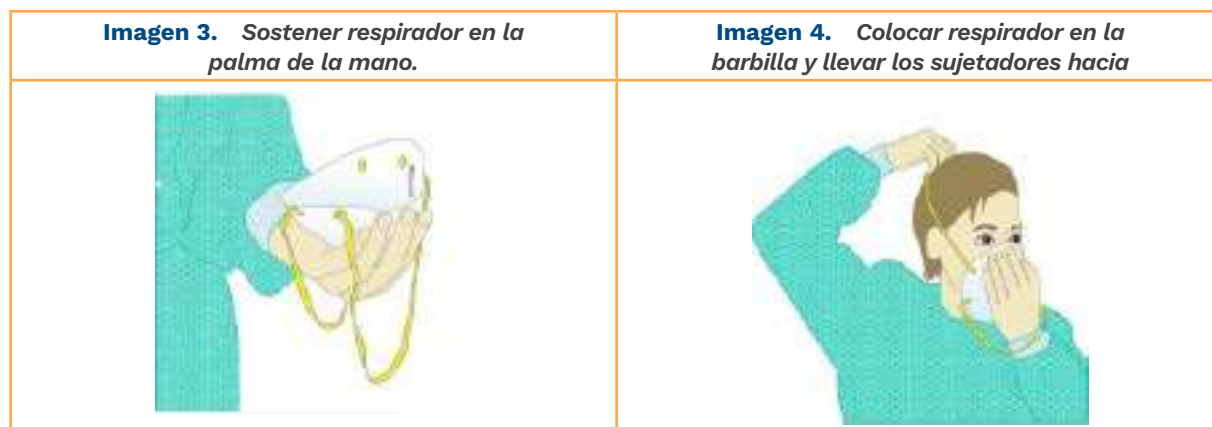 Imagen 3. Sostener respirador en la
palma de la mano.
Imagen 4. Colocar respirador en la
barbilla y llevar los sujetadores hacia